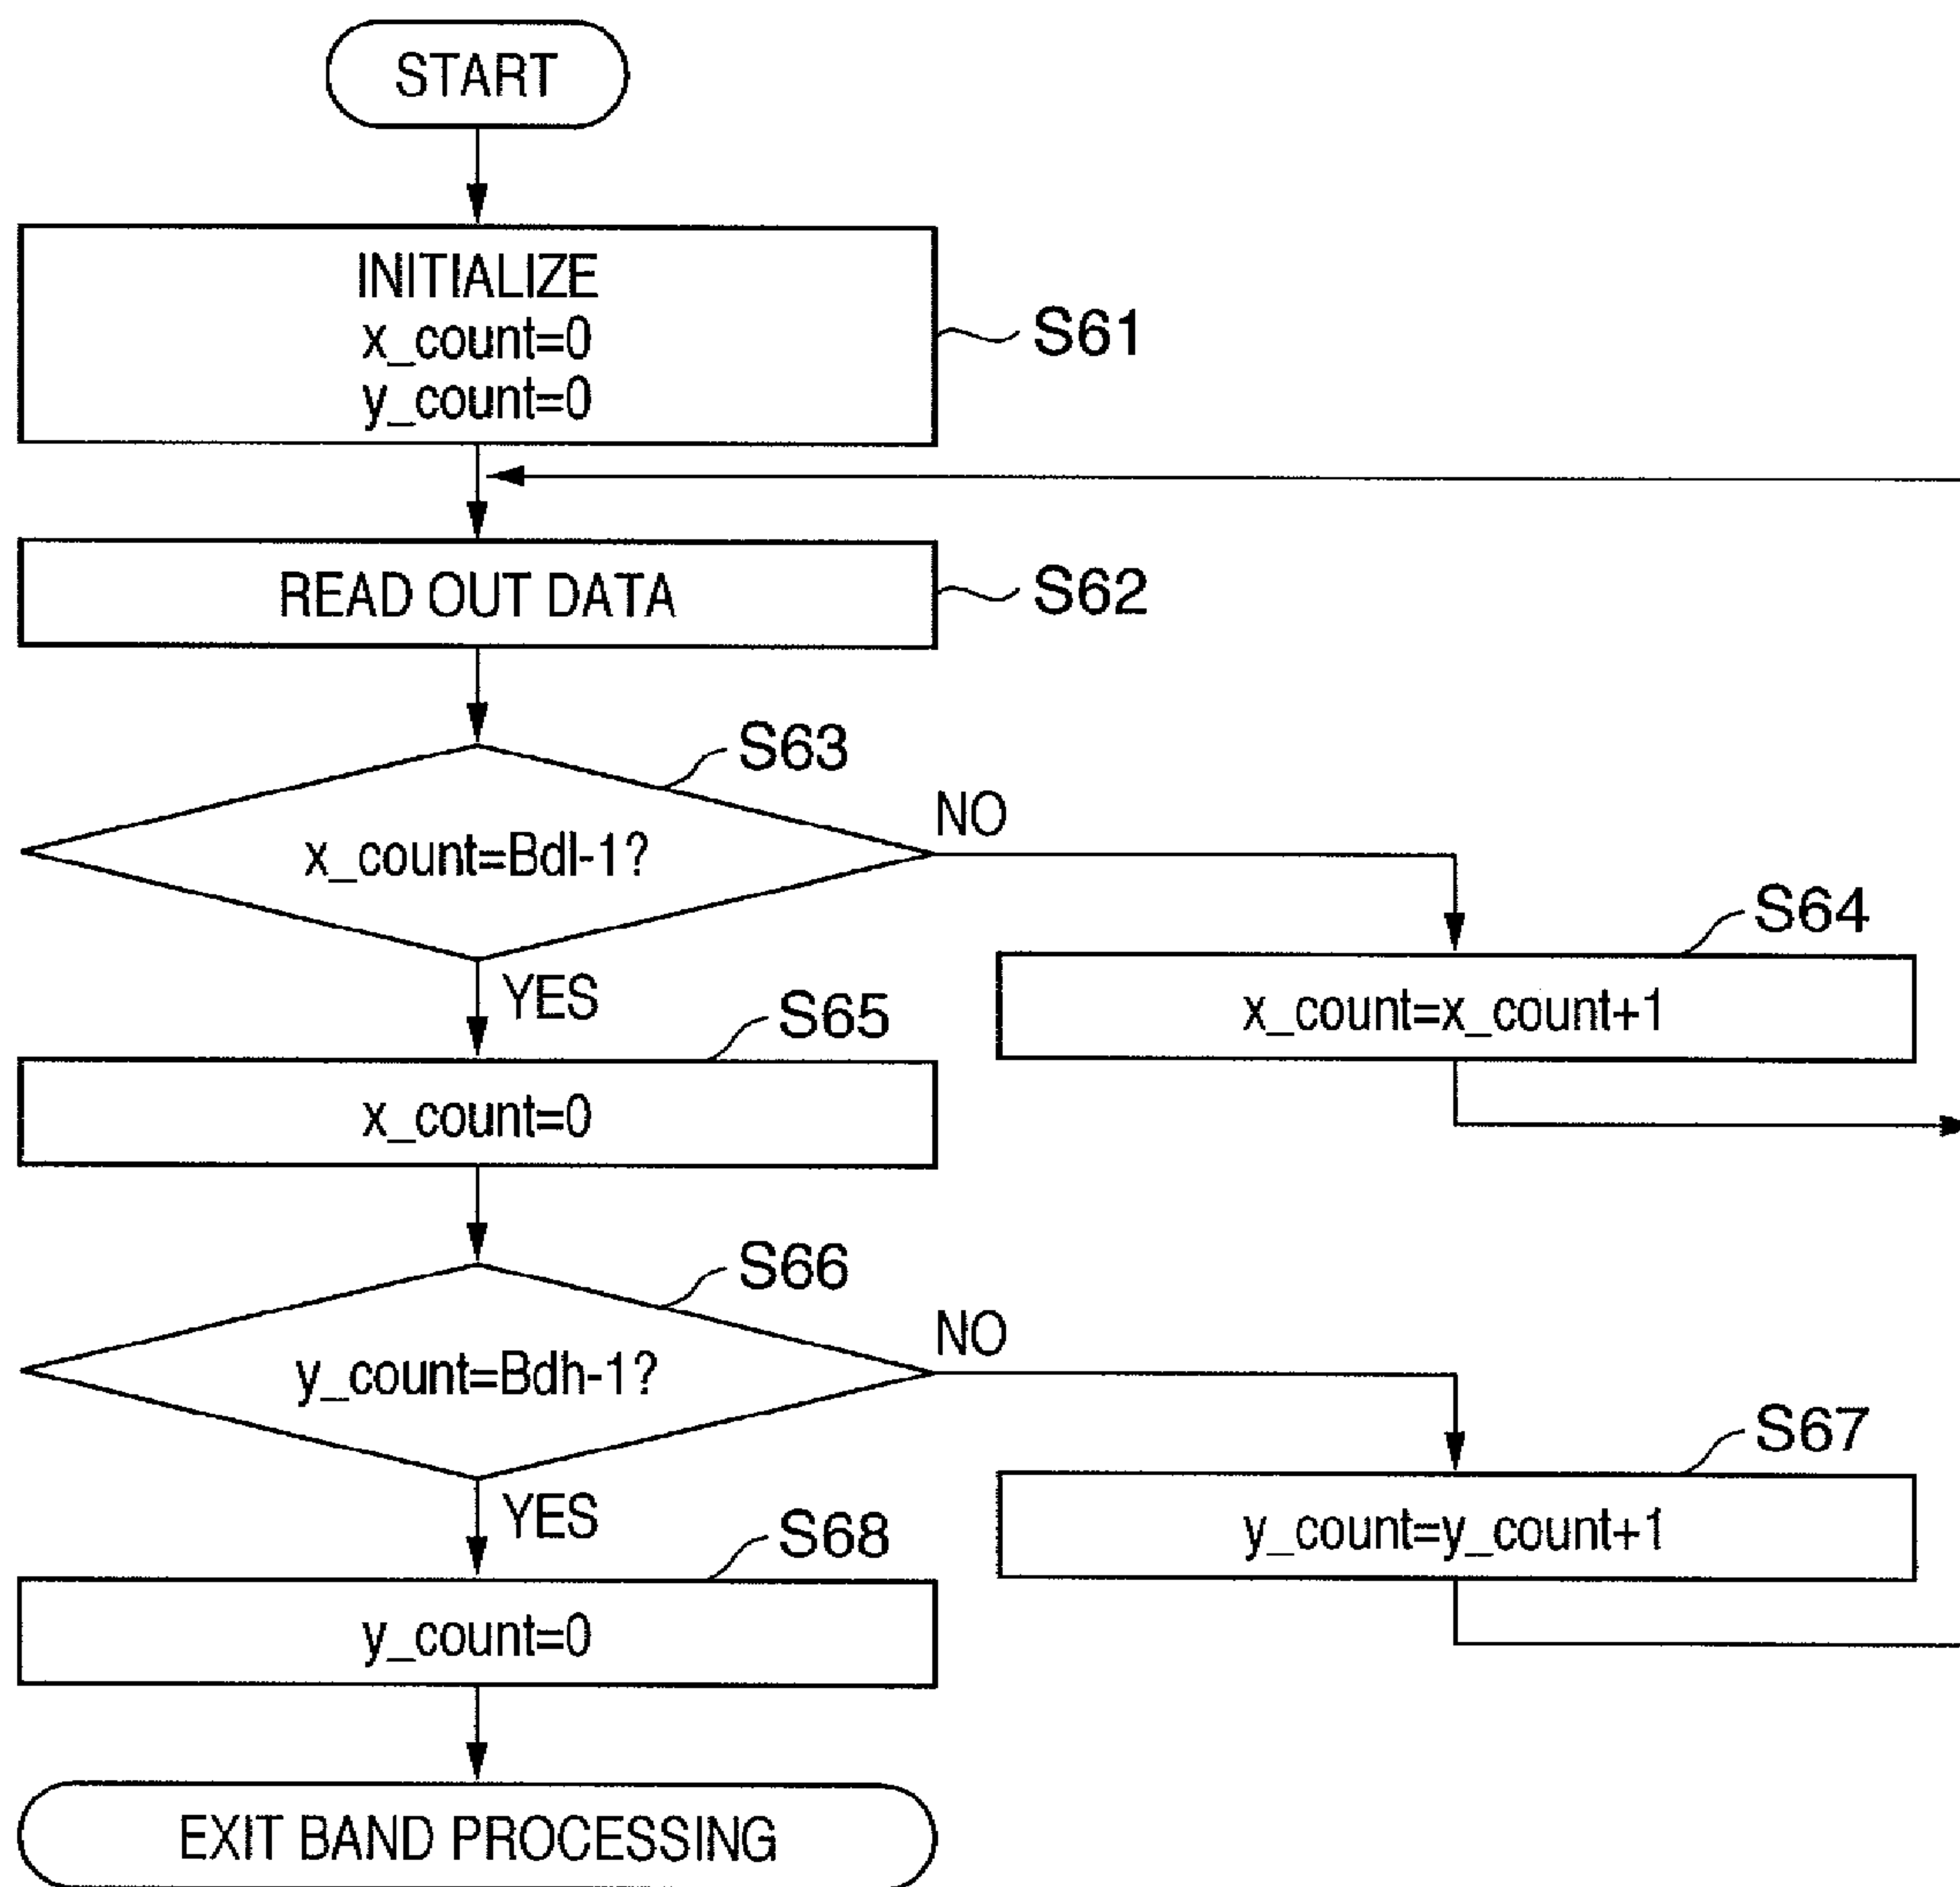 START
INITIALIZE
x_count=0
y_count=0
S61
READ OUT DATA
S62
S63
x_count=Bdl-1?
NO
YES
S64
x_count=x_count+1
S65
x_count=0
S66
y_count=Bdh-1?
NO
YES
S67
y_count=y_count+1
S68
y_count=0
EXIT BAND PROCESSING